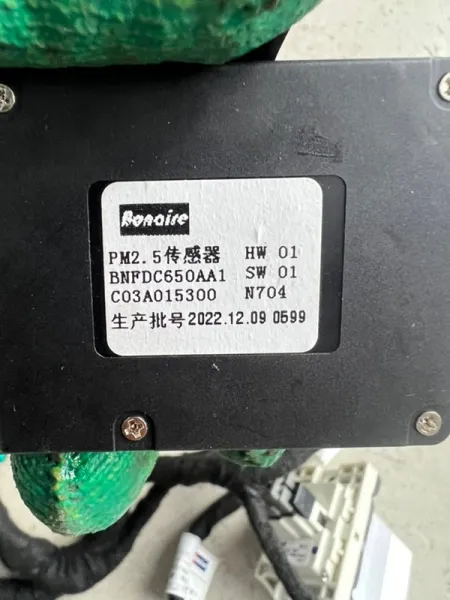 Bonaire
PM2.5传感器 HW 01
BNFDC650AA1 SW 01
C03A015300 N704
生产批号2022.12.09 0599